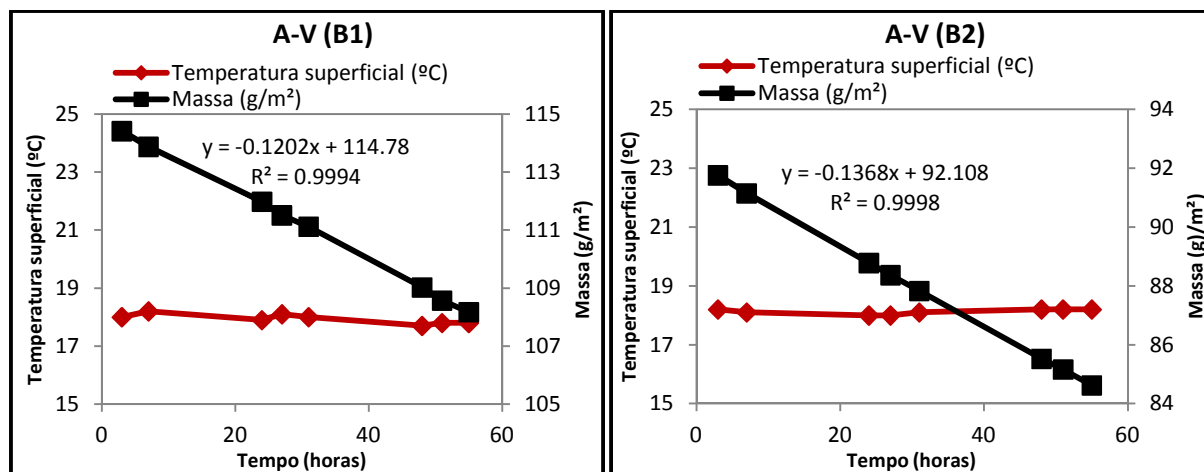 A-V (B1)
Temperatura superficial (ºC)
Massa (g/m²)
Temperatura superficial (ºC)
25
23
21
19
17
15
y = -0.1202x + 114.78
R² = 0.9994
115
113
111
109
107
105
Massa (g/m²)
0
20
40
60
Tempo (horas)
A-V (B2)
Temperatura superficial (ºC)
Massa (g/m²)
Temperatura superficial (ºC)
25
23
21
19
17
15
y = -0.1368x + 92.108
R² = 0.9998
94
92
90
88
86
84
Massa (g)/m²)
0
20
40
60
Tempo (horas)